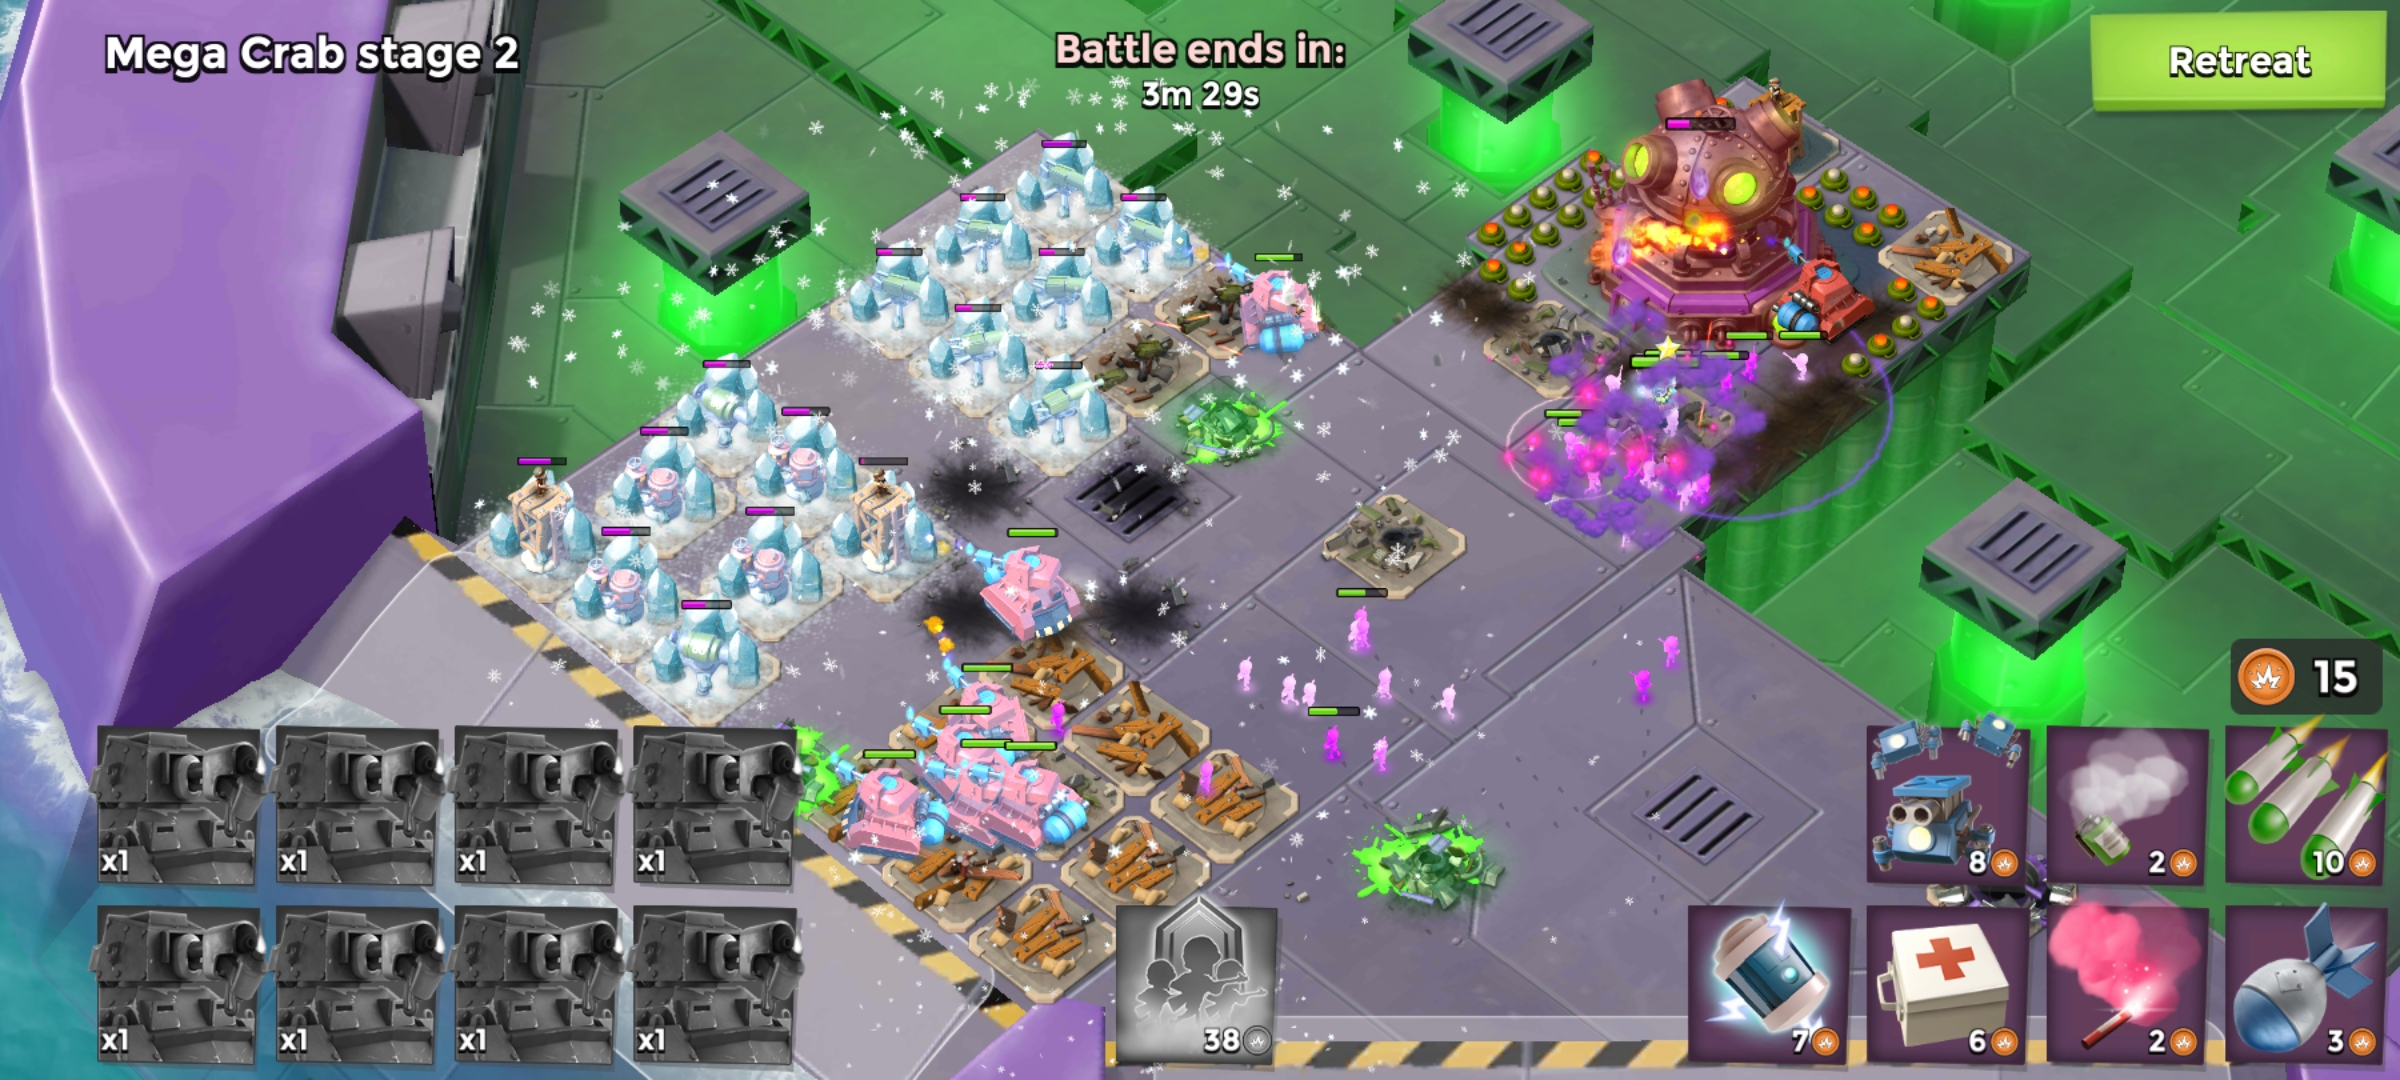 Mega Crab stage 2
Battle ends in:
3m 29s
Retreat
15
8
2
10
x1
x1
x1
x1
x1
x1
x1
x1
38
7
6
2
3